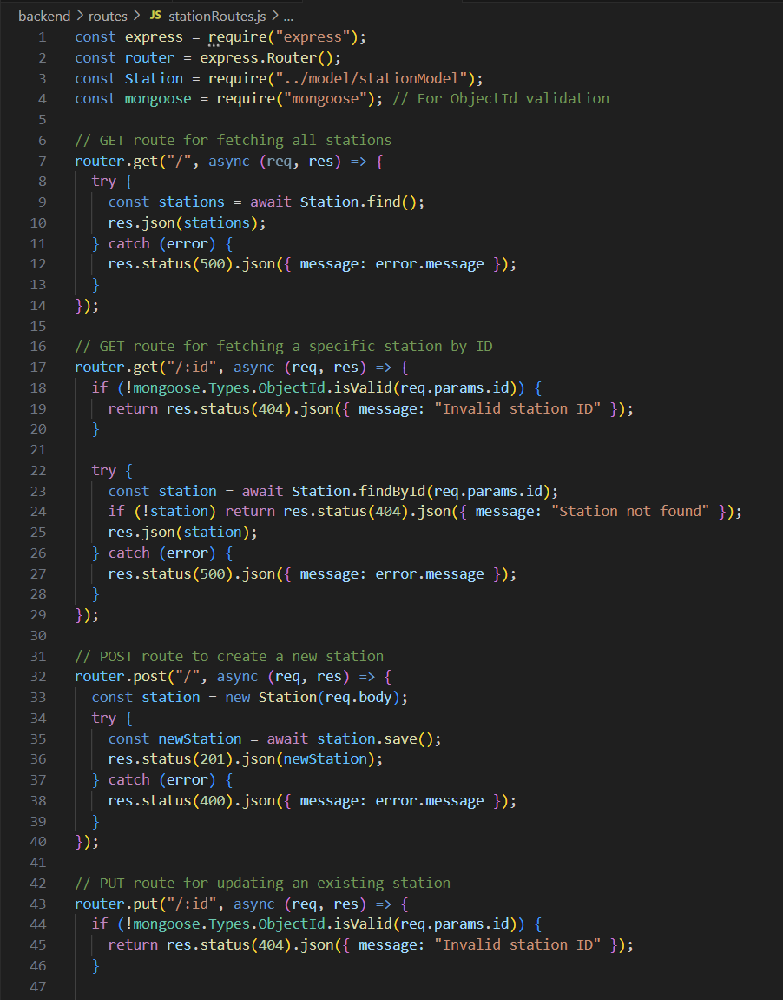 backend > routes > JS stationRoutes.js > ...
1 const express = require("express");
2 const router = express.Router();
3 const Station = require("../model/stationModel");
4 const mongoose = require("mongoose"); // For ObjectId validation
5
6 // GET route for fetching all stations
7 router.get("/", async (req, res) => {
8   try {
9     const stations = await Station.find();
10     res.json(stations);
11   } catch (error) {
12     res.status(500).json({ message: error.message });
13   }
14 });
15
16 // GET route for fetching a specific station by ID
17 router.get("/:id", async (req, res) => {
18   if (!mongoose.Types.ObjectId.isValid(req.params.id)) {
19     return res.status(404).json({ message: "Invalid station ID" });
20   }
21
22   try {
23     const station = await Station.findById(req.params.id);
24     if (!station) return res.status(404).json({ message: "Station not found" });
25     res.json(station);
26   } catch (error) {
27     res.status(500).json({ message: error.message });
28   }
29 });
30
31 // POST route to create a new station
32 router.post("/", async (req, res) => {
33   const station = new Station(req.body);
34   try {
35     const newStation = await station.save();
36     res.status(201).json(newStation);
37   } catch (error) {
38     res.status(400).json({ message: error.message });
39   }
40 });
41
42 // PUT route for updating an existing station
43 router.put("/:id", async (req, res) => {
44   if (!mongoose.Types.ObjectId.isValid(req.params.id)) {
45     return res.status(404).json({ message: "Invalid station ID" });
46   }
47